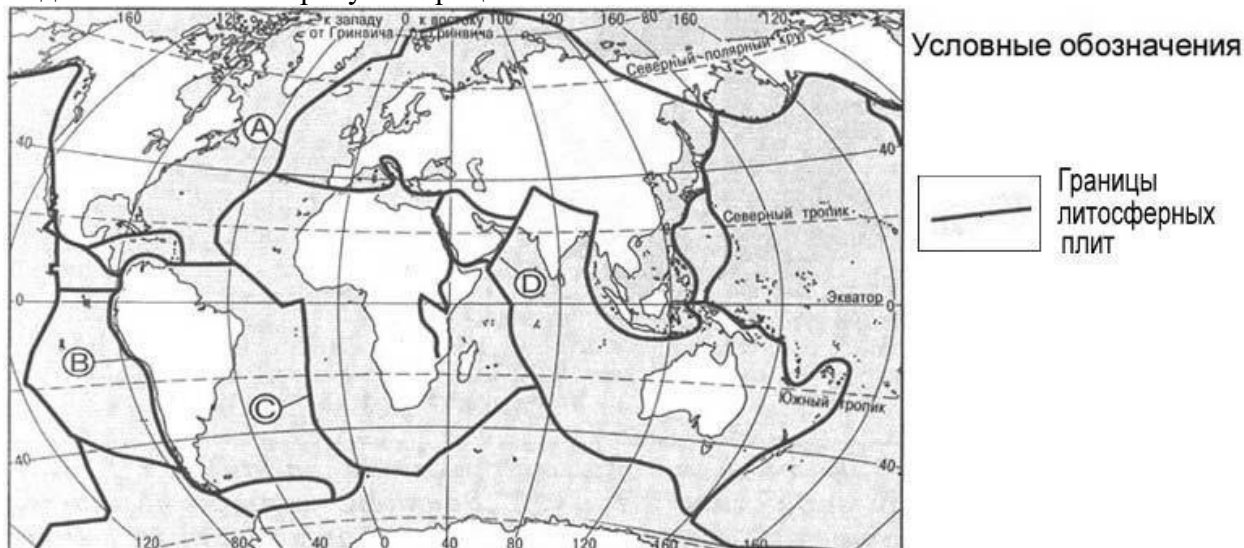 к западу 0 к востоку 100
от Гринвича от Гринвича
160 120 160 80 160 120
Северный полярный круг
Условные обозначения
A
40 40
Границы
литосферных
плит
Северный тропик
D
0 Экватор 0
B
C
Южный тропик
40 40
120 80 40 0 40 80 120 160 160